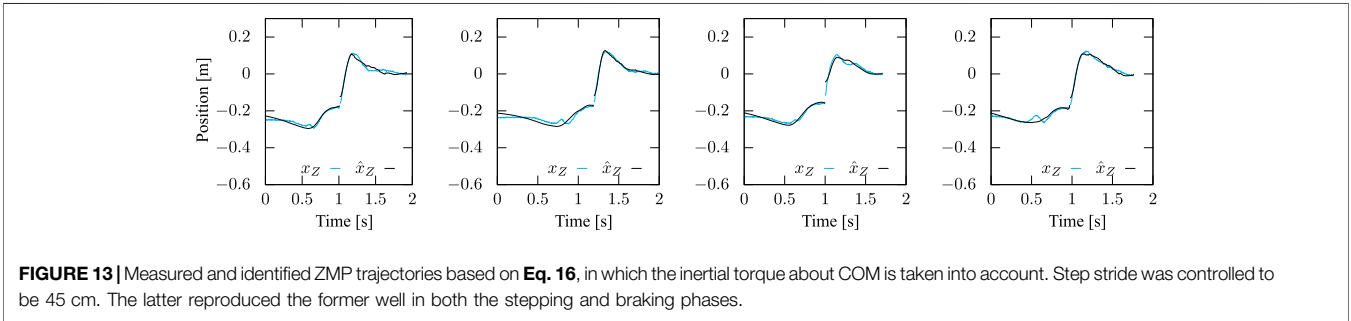 0.2 0.2 0.2 0.2
0 0 0 0
−0.2 −0.2 −0.2 −0.2
−0.4 −0.4 −0.4 −0.4
−0.6 −0.6 −0.6 −0.6
Position [m]
x_Z x̂_Z x_Z x̂_Z x_Z x̂_Z x_Z x̂_Z
0 0.5 1 1.5 2 0 0.5 1 1.5 2 0 0.5 1 1.5 2 0 0.5 1 1.5 2
Time [s] Time [s] Time [s] Time [s]
FIGURE 13 | Measured and identified ZMP trajectories based on Eq. 16, in which the inertial torque about COM is taken into account. Step stride was controlled to
be 45 cm. The latter reproduced the former well in both the stepping and braking phases.